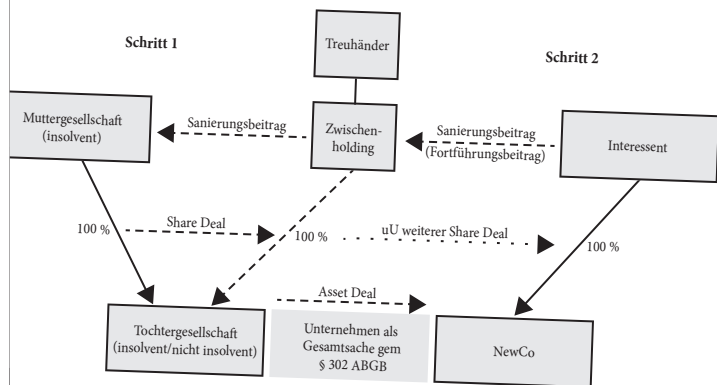 Schritt 1
Treuhänder
Schritt 2
Muttergesellschaft
(insolvent)
Sanierungsbeitrag
Zwischen-
holding
Sanierungsbeitrag
(Fortführungsbeitrag)
Interessent
100 %
Share Deal
100 %
uU weiterer Share Deal
100 %
Asset Deal
Tochtergesellschaft
(insolvent/nicht insolvent)
Unternehmen als
Gesamtsache gem
§ 302 ABGB
NewCo